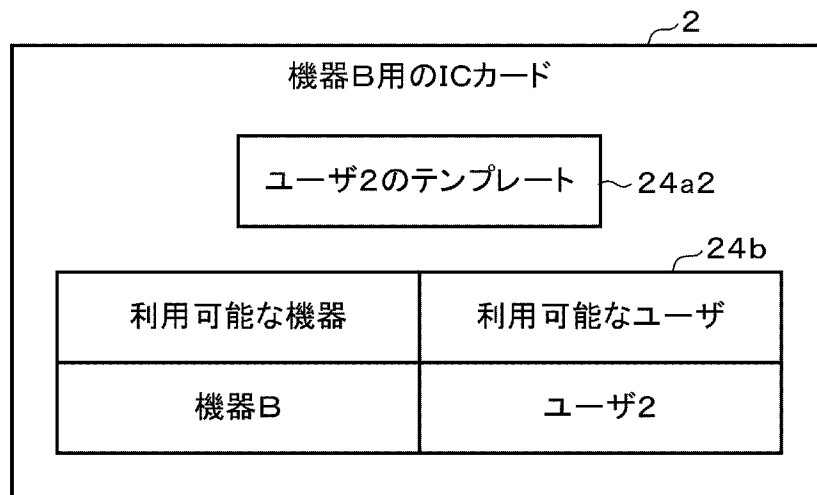 2
機器B用のICカード
ユーザ2のテンプレート
24a2
24b
利用可能な機器 利用可能なユーザ
機器B ユーザ2